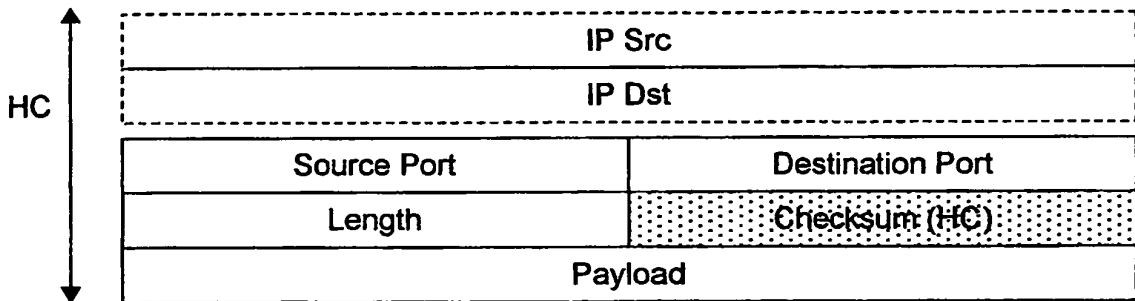 IP Src
IP Dst
HC
Source Port Destination Port
Length Checksum (HC)
Payload